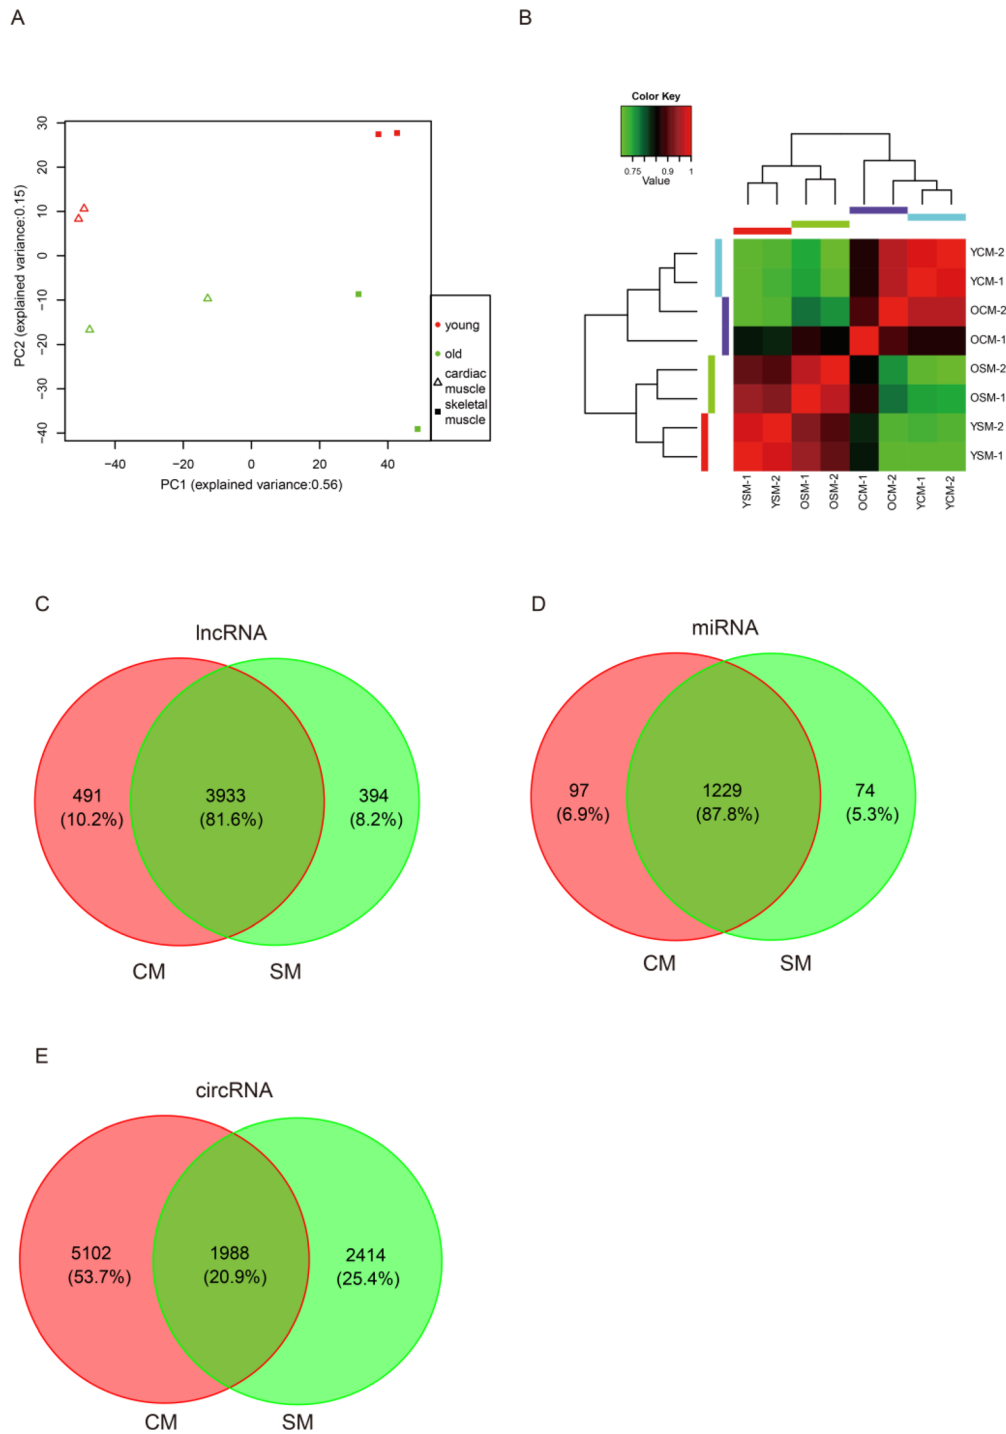 A
B
Color Key
0.75
0.9
1
Value
30
20
10
0
−10
−20
−30
−40
PC2 (explained variance:0.15)
−40
−20
0
20
40
PC1 (explained variance:0.56)
young
old
cardiac
muscle
skeletal
muscle
YCM-2
YCM-1
OCM-2
OCM-1
OSM-2
OSM-1
YSM-2
YSM-1
YSM-1
YSM-2
OSM-1
OSM-2
OCM-1
OCM-2
YCM-1
YCM-2
C
lncRNA
491
(10.2%)
3933
(81.6%)
394
(8.2%)
CM
SM
D
miRNA
97
(6.9%)
1229
(87.8%)
74
(5.3%)
CM
SM
E
circRNA
5102
(53.7%)
1988
(20.9%)
2414
(25.4%)
CM
SM